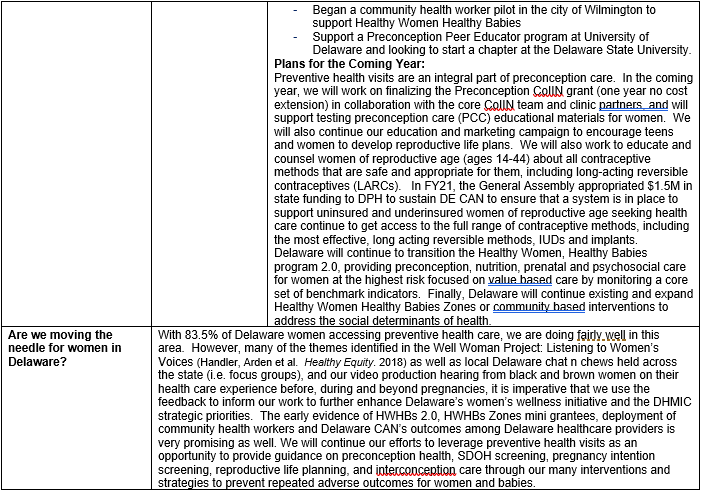 - Began a community health worker pilot in the city of Wilmington to
support Healthy Women Healthy Babies
- Support a Preconception Peer Educator program at University of
Delaware and looking to start a chapter at the Delaware State University.
Plans for the Coming Year:
Preventive health visits are an integral part of preconception care. In the coming
year, we will work on finalizing the Preconception CoIIN grant (one year no cost
extension) in collaboration with the core CoIIN team and clinic partners, and will
support testing preconception care (PCC) educational materials for women. We
will also continue our education and marketing campaign to encourage teens
and women to develop reproductive life plans. We will also work to educate and
counsel women of reproductive age (ages 14-44) about all contraceptive
methods that are safe and appropriate for them, including long-acting reversible
contraceptives (LARCs). In FY21, the General Assembly appropriated $1.5M in
state funding to DPH to sustain DE CAN to ensure that a system is in place to
support uninsured and underinsured women of reproductive age seeking health
care continue to get access to the full range of contraceptive methods, including
the most effective, long acting reversible methods, IUDs and implants.
Delaware will continue to transition the Healthy Women, Healthy Babies
program 2.0, providing preconception, nutrition, prenatal and psychosocial care
for women at the highest risk focused on value based care by monitoring a core
set of benchmark indicators. Finally, Delaware will continue existing and expand
Healthy Women Healthy Babies Zones or community based interventions to
address the social determinants of health.
Are we moving the
needle for women in
Delaware?
With 83.5% of Delaware women accessing preventive health care, we are doing fairly well in this
area. However, many of the themes identified in the Well Woman Project: Listening to Women's
Voices (Handler, Arden et al. Healthy Equity. 2018) as well as local Delaware chat n chews held across
the state (i.e. focus groups), and our video production hearing from black and brown women on their
health care experience before, during and beyond pregnancies, it is imperative that we use the
feedback to inform our work to further enhance Delaware's women's wellness initiative and the DHMIC
strategic priorities. The early evidence of HWHBs 2.0, HWHBs Zones mini grantees, deployment of
community health workers and Delaware CAN's outcomes among Delaware healthcare providers is
very promising as well. We will continue our efforts to leverage preventive health visits as an
opportunity to provide guidance on preconception health, SDOH screening, pregnancy intention
screening, reproductive life planning, and interconception care through our many interventions and
strategies to prevent repeated adverse outcomes for women and babies.